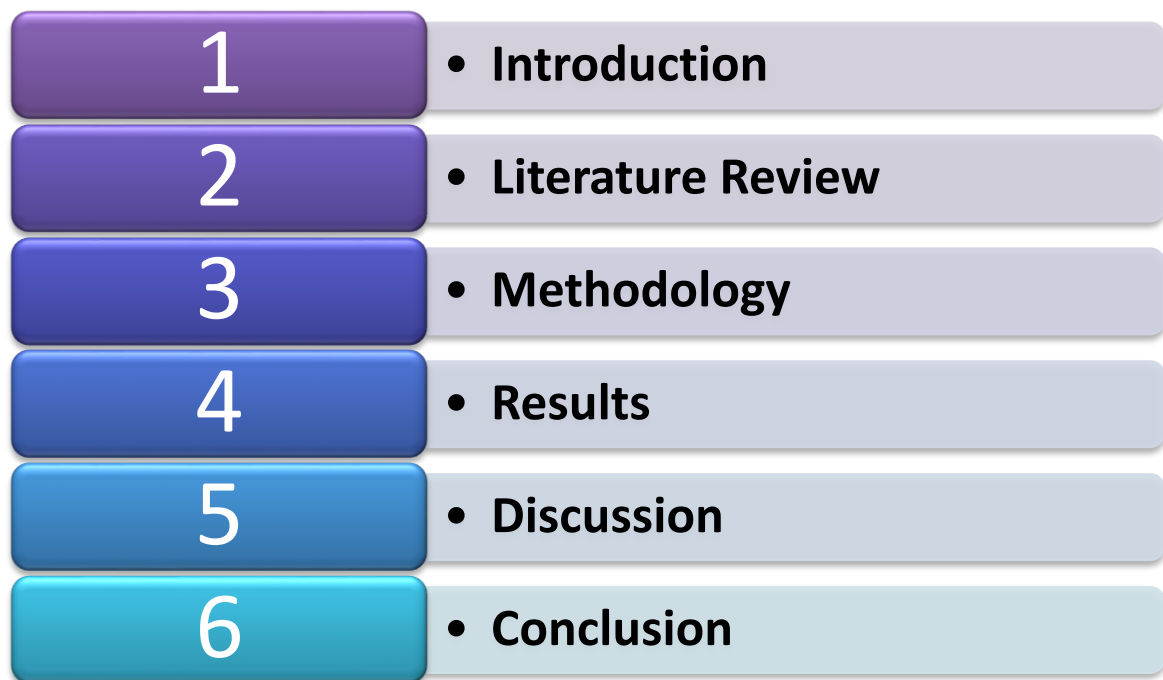 1 • Introduction
2 • Literature Review
3 • Methodology
4 • Results
5 • Discussion
6 • Conclusion